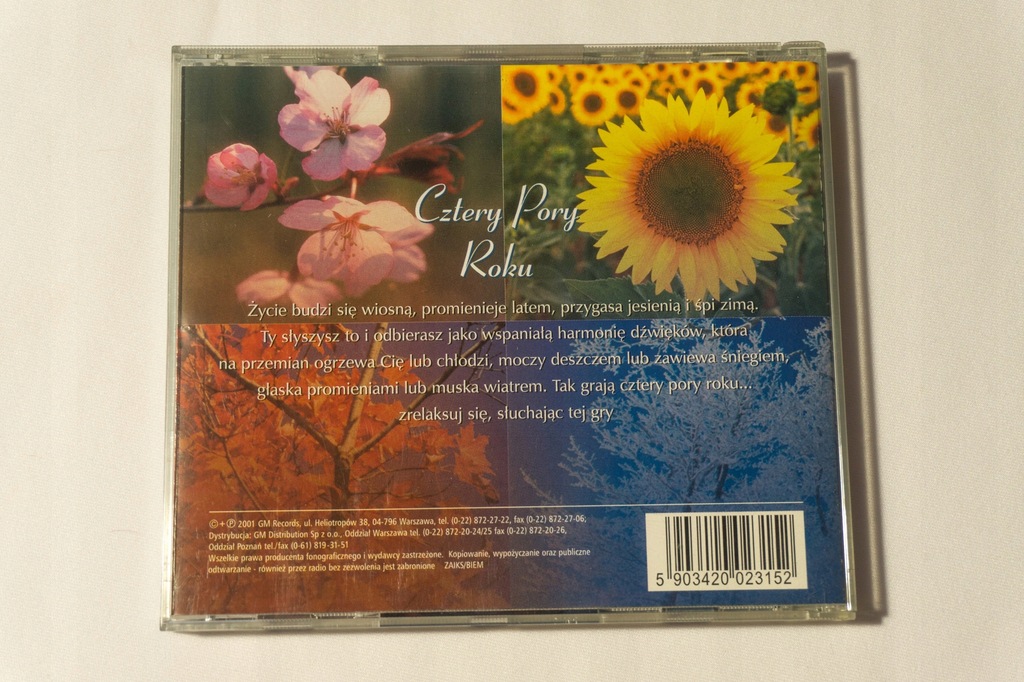 Cztery Pory
Roku
Życie budzi się wiosną, promienieje latem, przygasa jesienią i śpi zimą.
Ty słyszysz to i odbierasz jako wspaniałą harmonię dźwięków, która
na przemian ogrzewa Cię lub chłodzi, moczy deszczem lub zawiewa śniegiem,
głaska promieniami lub muska wiatrem. Tak grają cztery pory roku...
zrelaksuj się, słuchając tej gry
©+℗ 2001 GM Records, ul. Heliotropów 38, 04-796 Warszawa, tel. (0-22) 872-27-22, fax (0-22) 872-27-06;
Dystrybucja: GM Distribution Sp z o.o., Oddział Warszawa tel. (0-22) 872-20-24/25 fax (0-22) 872-20-26,
Oddział Poznań tel./fax (0-61) 819-31-51
Wszelkie prawa producenta fonograficznego i wydawcy zastrzeżone. Kopiowanie, wypożyczanie oraz publiczne
odtwarzanie - również przez radio bez zezwolenia jest zabronione ZAIKS/BIEM
5 903420 023152